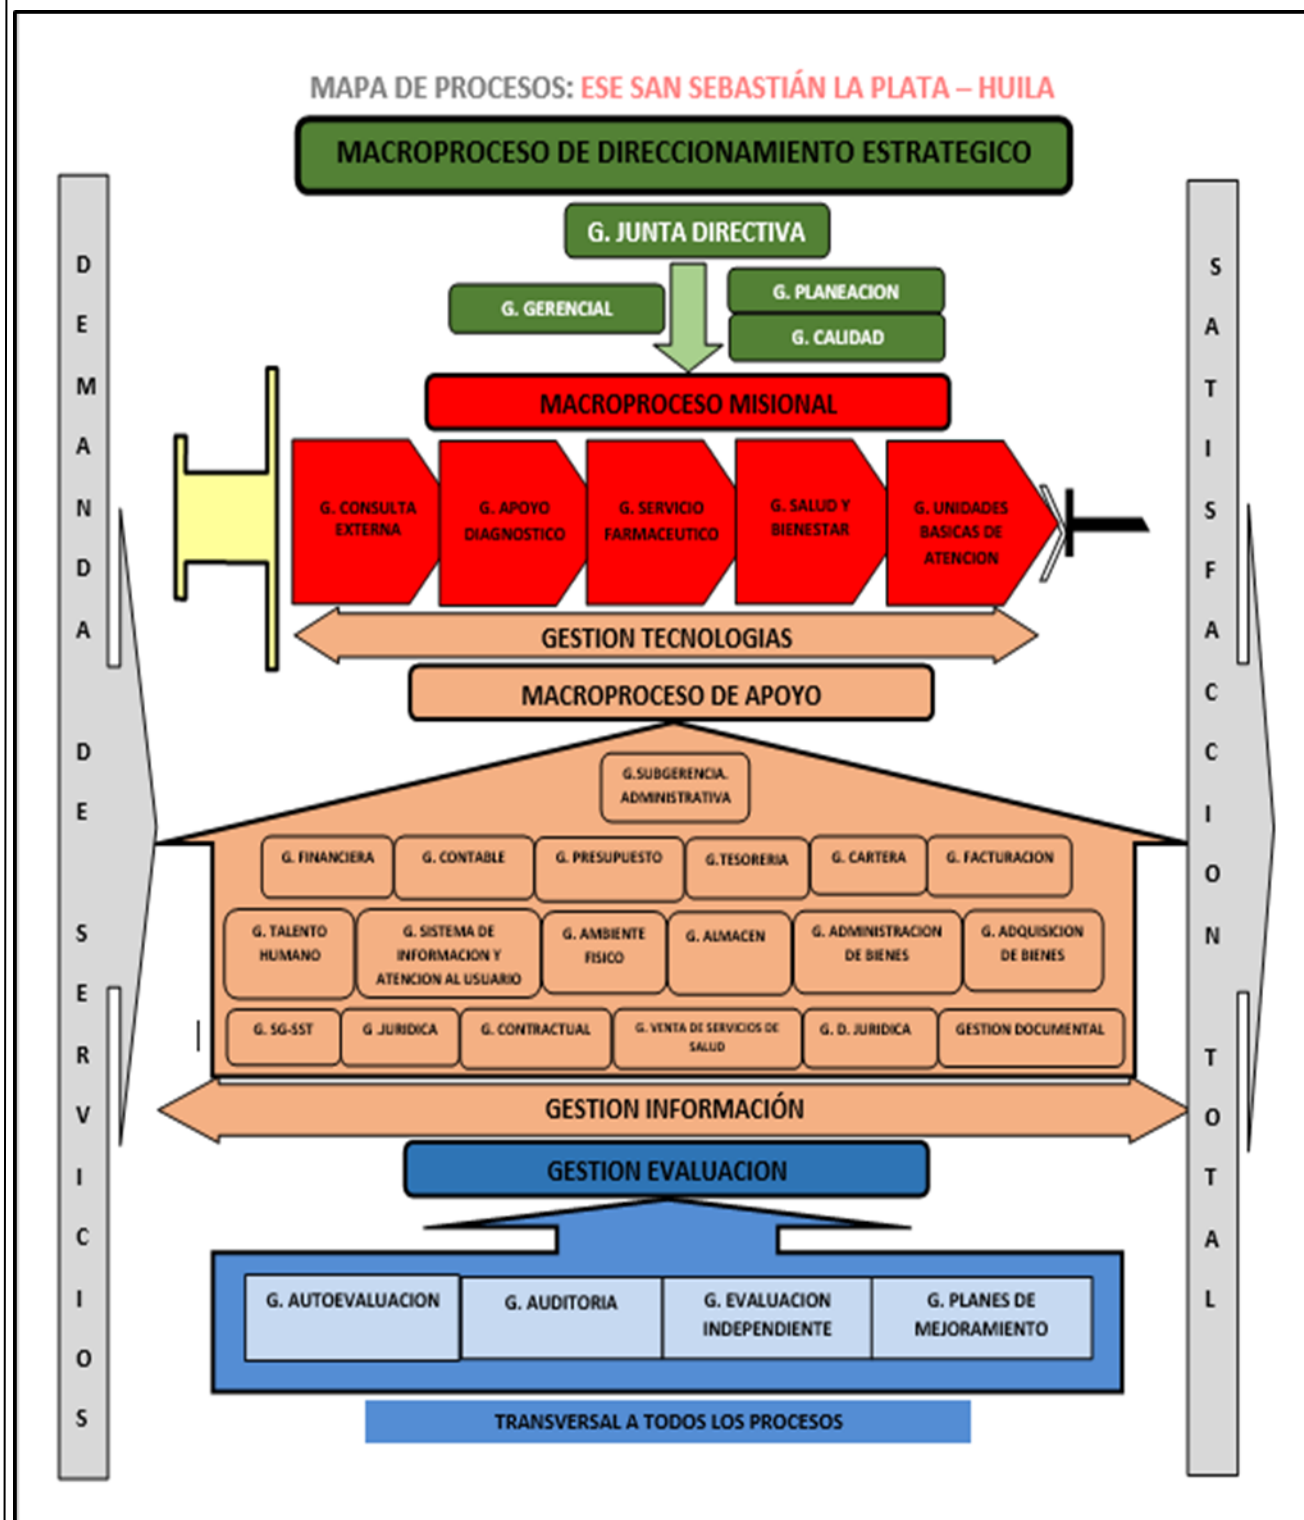 MAPA DE PROCESOS: ESE SAN SEBASTIÁN LA PLATA – HUILA
MACROPROCESO DE DIRECCIONAMIENTO ESTRATEGICO
G. JUNTA DIRECTIVA
G. GERENCIAL
G. PLANEACION
G. CALIDAD
DEMANDA DE SERVICIOS
MACROPROCESO MISIONAL
G. CONSULTA
EXTERNA
G. APOYO
DIAGNOSTICO
G. SERVICIO
FARMACEUTICO
G. SALUD Y
BIENESTAR
G. UNIDADES
BASICAS DE
ATENCION
GESTION TECNOLOGIAS
MACROPROCESO DE APOYO
G.SUBGERENCIA.
ADMINISTRATIVA
G. FINANCIERA
G. CONTABLE
G. PRESUPUESTO
G.TESORERIA
G. CARTERA
G. FACTURACION
G. TALENTO
HUMANO
G. SISTEMA DE
INFORMACION Y
ATENCION AL USUARIO
G. AMBIENTE
FISICO
G. ALMACEN
G. ADMINISTRACION
DE BIENES
G. ADQUISICION
DE BIENES
G. SG-SST
G .JURIDICA
G. CONTRACTUAL
G. VENTA DE SERVICIOS DE
SALUD
G. D. JURIDICA
GESTION DOCUMENTAL
GESTION INFORMACIÓN
GESTION EVALUACION
G. AUTOEVALUACION
G. AUDITORIA
G. EVALUACION
INDEPENDIENTE
G. PLANES DE
MEJORAMIENTO
TRANSVERSAL A TODOS LOS PROCESOS
SATISFACCION TOTAL